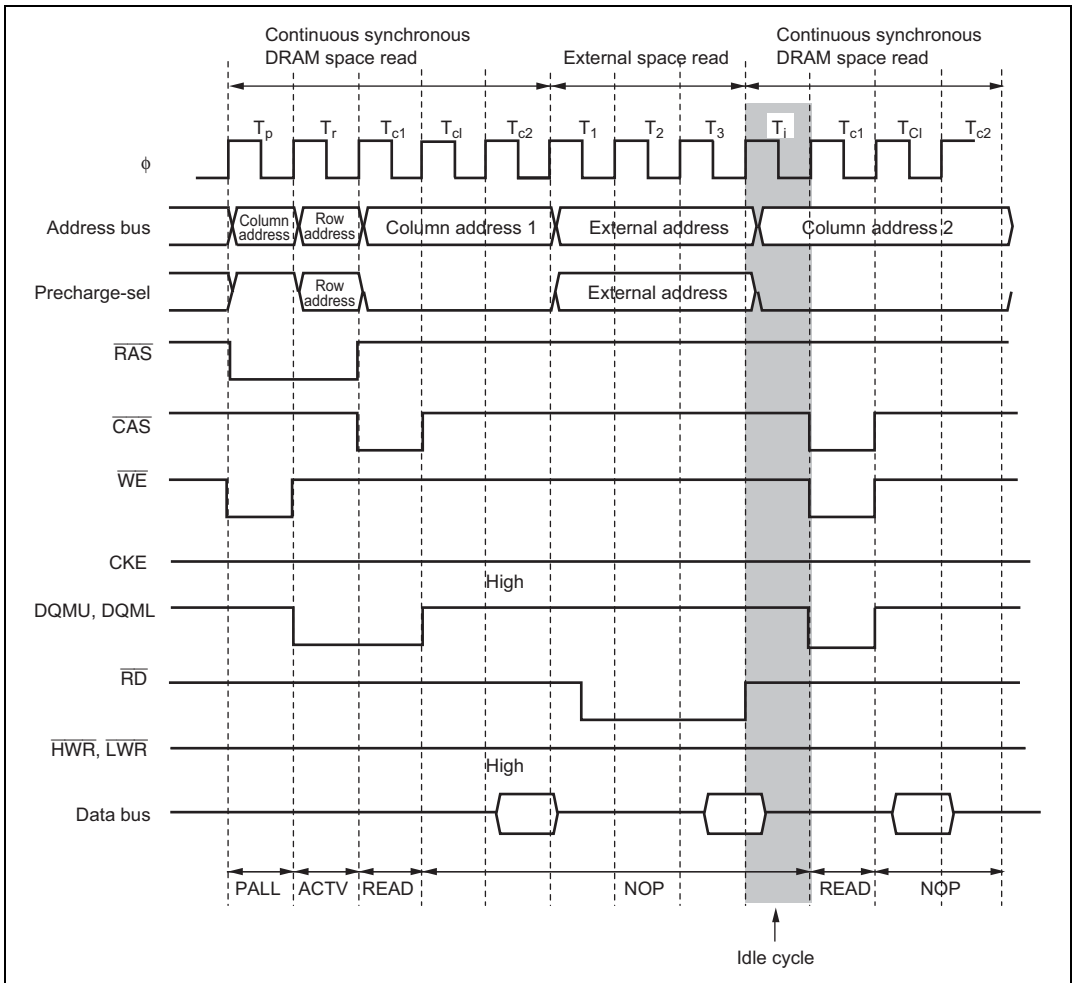 Continuous synchronous
DRAM space read
External space read
Continuous synchronous
DRAM space read
Tp Tr Tc1 Tcl Tc2 T1 T2 T3 Ti Tc1 TCl Tc2
ϕ
Address bus
Column
address
Row
address
Column address 1
External address
Column address 2
Precharge-sel
Row
address
External address
RAS
CAS
WE
CKE
High
DQMU, DQML
RD
HWR, LWR
High
Data bus
PALL ACTV READ NOP READ NOP
Idle cycle